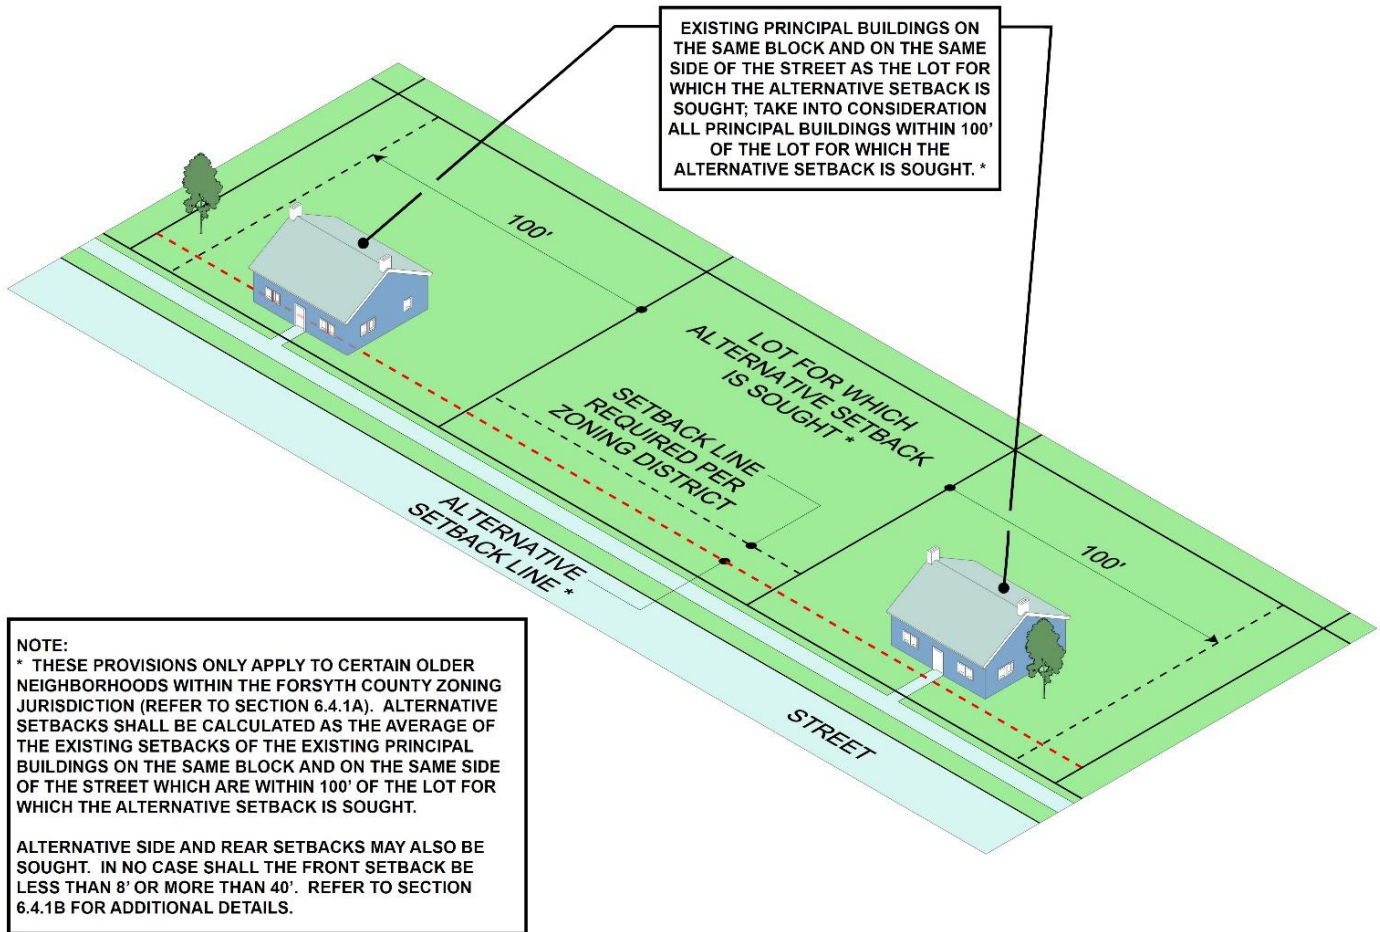 EXISTING PRINCIPAL BUILDINGS ON
THE SAME BLOCK AND ON THE SAME
SIDE OF THE STREET AS THE LOT FOR
WHICH THE ALTERNATIVE SETBACK IS
SOUGHT; TAKE INTO CONSIDERATION
ALL PRINCIPAL BUILDINGS WITHIN 100'
OF THE LOT FOR WHICH THE
ALTERNATIVE SETBACK IS SOUGHT. *
100'
LOT FOR WHICH
ALTERNATIVE SETBACK
IS SOUGHT *
SETBACK LINE
REQUIRED PER
ZONING DISTRICT
ALTERNATIVE
SETBACK LINE *
100'
STREET
NOTE:
* THESE PROVISIONS ONLY APPLY TO CERTAIN OLDER
NEIGHBORHOODS WITHIN THE FORSYTH COUNTY ZONING
JURISDICTION (REFER TO SECTION 6.4.1A). ALTERNATIVE
SETBACKS SHALL BE CALCULATED AS THE AVERAGE OF
THE EXISTING SETBACKS OF THE EXISTING PRINCIPAL
BUILDINGS ON THE SAME BLOCK AND ON THE SAME SIDE
OF THE STREET WHICH ARE WITHIN 100' OF THE LOT FOR
WHICH THE ALTERNATIVE SETBACK IS SOUGHT.
ALTERNATIVE SIDE AND REAR SETBACKS MAY ALSO BE
SOUGHT. IN NO CASE SHALL THE FRONT SETBACK BE
LESS THAN 8' OR MORE THAN 40'. REFER TO SECTION
6.4.1B FOR ADDITIONAL DETAILS.